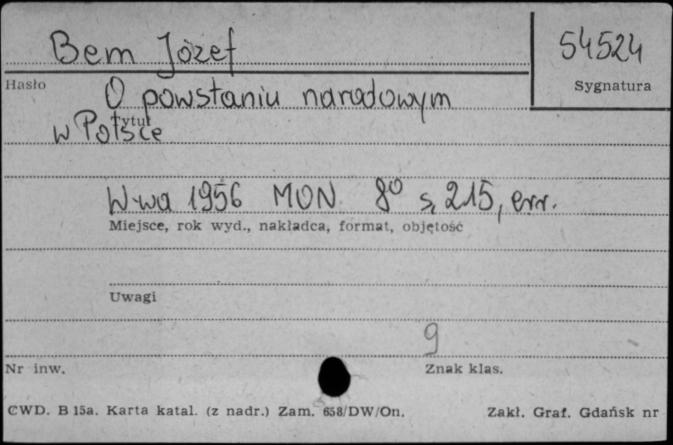 Bem Józef 54524
Hasło Sygnatura
O powstaniu narodowym
Tytuł
w Polsce
W-wa 1956 MON 8° s, 215, err.
Miejsce, rok wyd., nakładca, format, objętość
Uwagi
9
Nr inw. Znak klas.
CWD. B 15a. Karta katal. (z nadr.) Zam. 658/DW/On. Zakł. Graf. Gdańsk nr